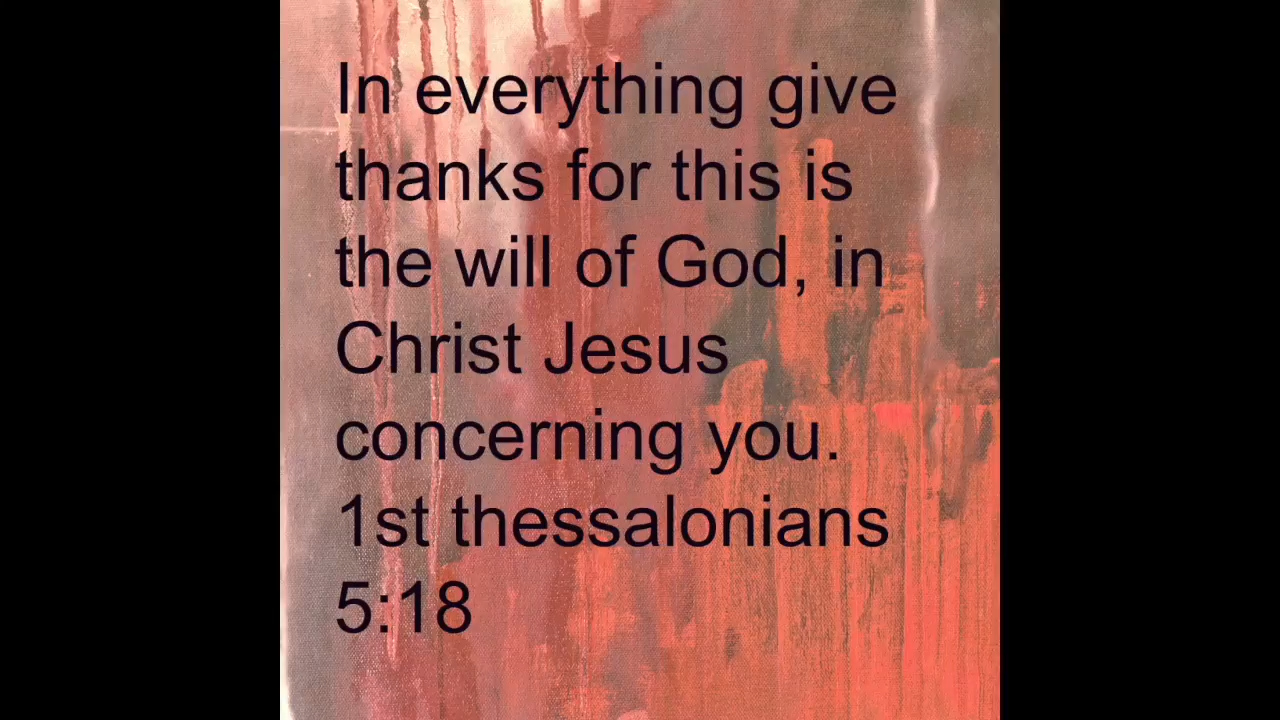 In everything give
thanks for this is
the will of God, in
Christ Jesus
concerning you.
1st thessalonians
5:18